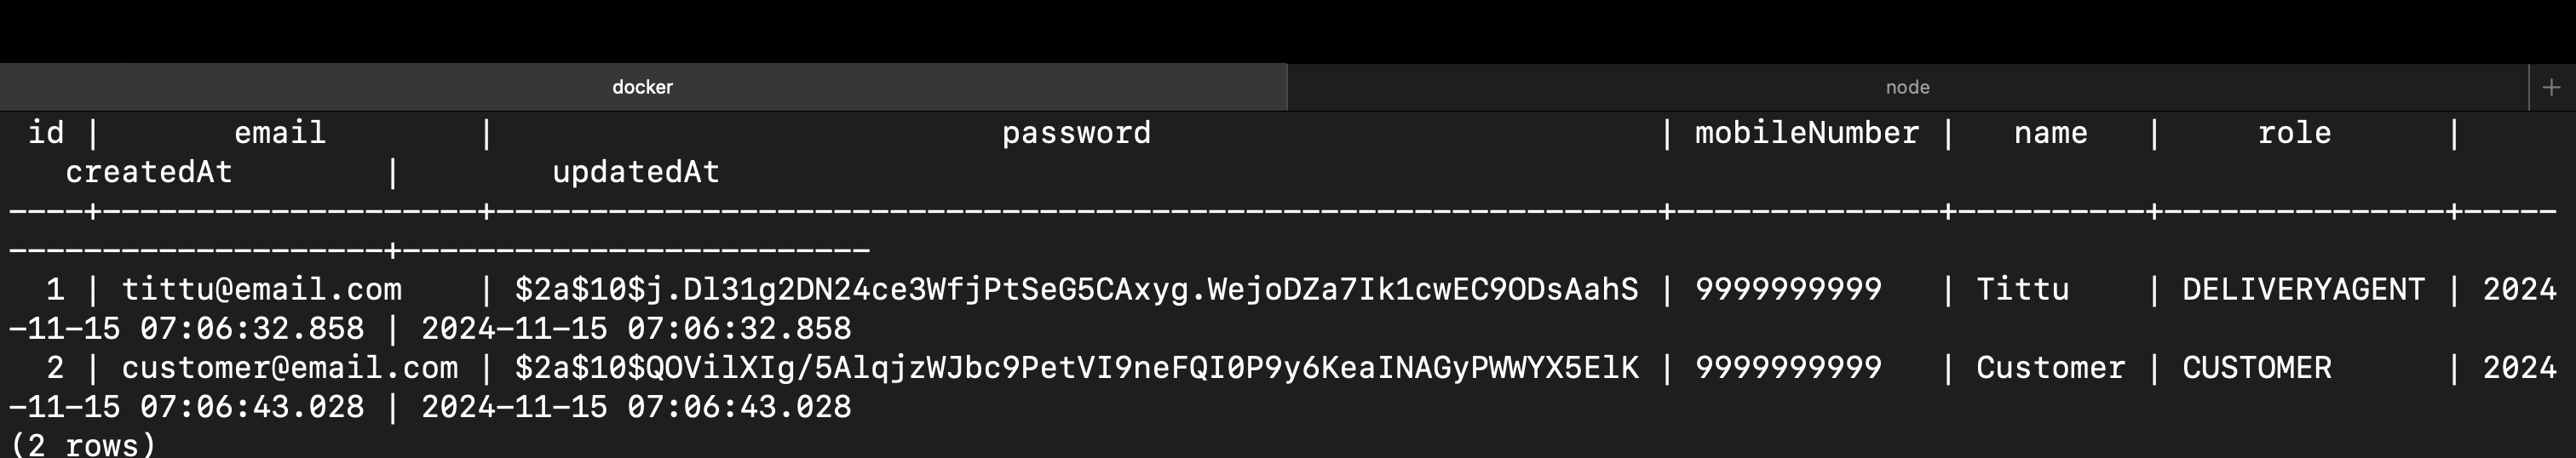 docker node +
id | email | password | mobileNumber | name | role |
createdAt | updatedAt
----+--------------------+--------------------------------------------------------------+--------------+----------+---------------+-----
--------------------+-------------------------
1 | tittu@email.com | $2a$10$j.Dl31g2DN24ce3WfjPtSeG5CAxyg.WejoDZa7Ik1cwEC9ODsAahS | 9999999999 | Tittu | DELIVERYAGENT | 2024
-11-15 07:06:32.858 | 2024-11-15 07:06:32.858
2 | customer@email.com | $2a$10$QOVilXIg/5AlqjzWJbc9PetVI9neFQI0P9y6KeaINAGyPWWYX5ElK | 9999999999 | Customer | CUSTOMER | 2024
-11-15 07:06:43.028 | 2024-11-15 07:06:43.028
(2 rows)